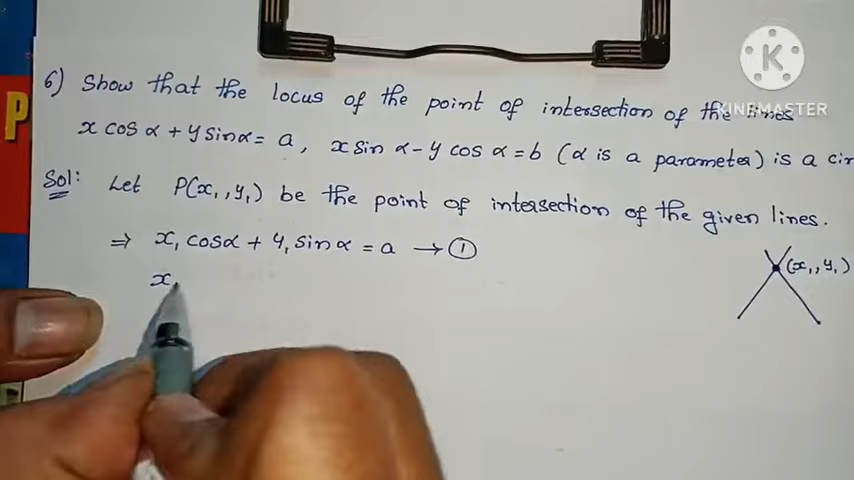 6) Show that the locus of the point of intersection of the lines
x cos α + y sin α = a, x sin α - y cos α = b (α is a parameter) is a cir
Sol: Let P(x₁, y₁) be the point of intersection of the given lines.
⇒ x₁ cos α + y₁ sin α = a → ①
x
(x₁, y₁)
P
K
KINEMASTER